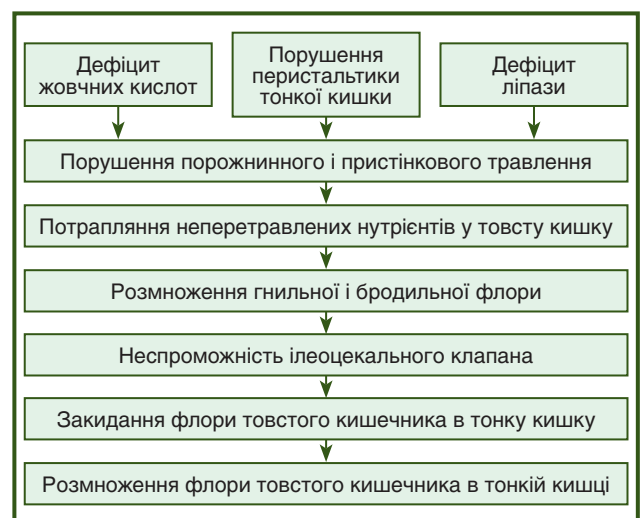 Дефіцит
жовчних кислот
Порушення
перистальтики
тонкої кишки
Дефіцит
ліпази
Порушення порожнинного і пристінкового травлення
Потрапляння неперетравлених нутрієнтів у товсту кишку
Розмноження гнильної і бродильної флори
Неспроможність ілеоцекального клапана
Закидання флори товстого кишечника в тонку кишку
Розмноження флори товстого кишечника в тонкій кишці